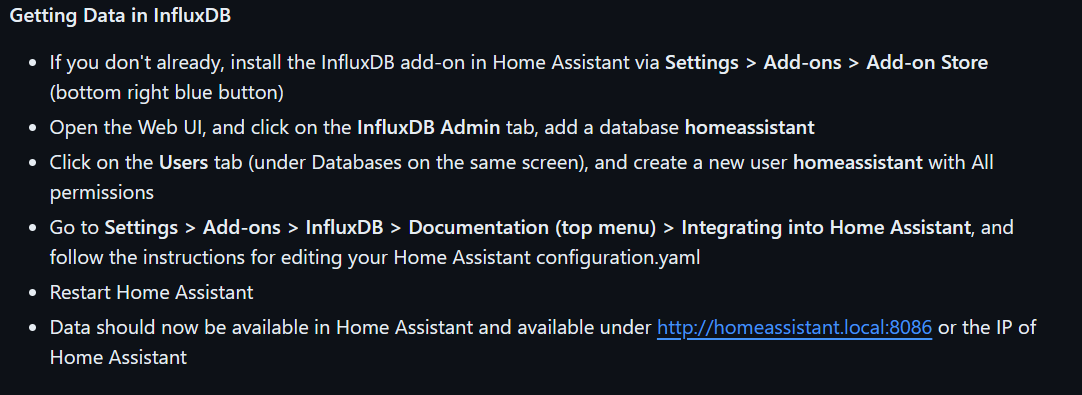 Getting Data in InfluxDB
• If you don't already, install the InfluxDB add-on in Home Assistant via Settings > Add-ons > Add-on Store
(bottom right blue button)
• Open the Web UI, and click on the InfluxDB Admin tab, add a database homeassistant
• Click on the Users tab (under Databases on the same screen), and create a new user homeassistant with All
permissions
• Go to Settings > Add-ons > InfluxDB > Documentation (top menu) > Integrating into Home Assistant, and
follow the instructions for editing your Home Assistant configuration.yaml
• Restart Home Assistant
• Data should now be available in Home Assistant and available under http://homeassistant.local:8086 or the IP of
Home Assistant